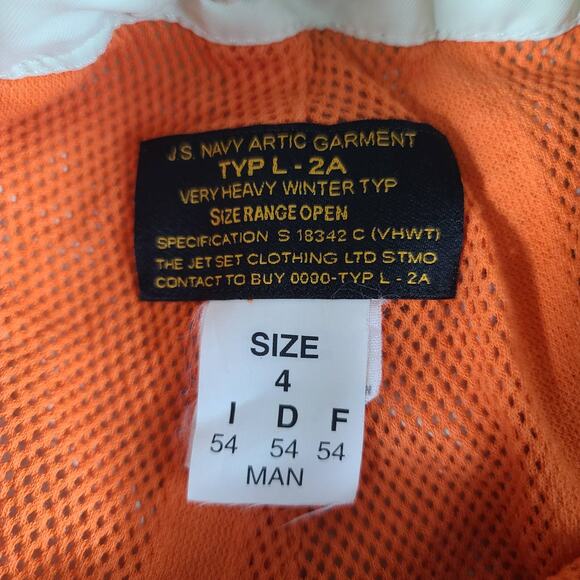 J.S. NAVY ARTIC GARMENT
TYP L - 2A
VERY HEAVY WINTER TYP
SIZE RANGE OPEN
SPECIFICATION S 18342 C (VHWT)
THE JET SET CLOTHING LTD STMO
CONTACT TO BUY 0000-TYP L - 2A
SIZE
4
I D F
54 54 54
MAN